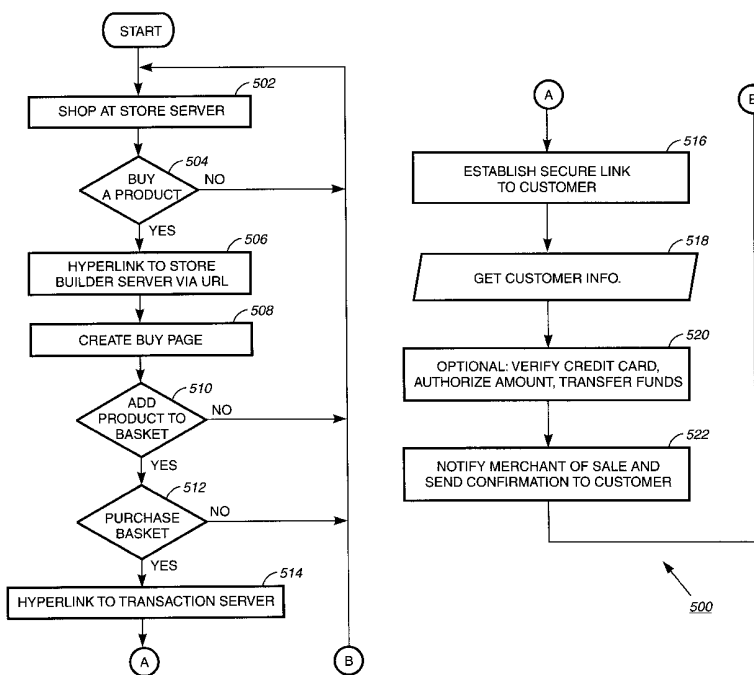 START
502
SHOP AT STORE SERVER
504
BUY
A PRODUCT
NO
YES
506
HYPERLINK TO STORE
BUILDER SERVER VIA URL
508
CREATE BUY PAGE
510
ADD
PRODUCT TO
BASKET
NO
YES
512
PURCHASE
BASKET
NO
YES
514
HYPERLINK TO TRANSACTION SERVER
A
B
A
B
516
ESTABLISH SECURE LINK
TO CUSTOMER
518
GET CUSTOMER INFO.
520
OPTIONAL: VERIFY CREDIT CARD,
AUTHORIZE AMOUNT, TRANSFER FUNDS
522
NOTIFY MERCHANT OF SALE AND
SEND CONFIRMATION TO CUSTOMER
500